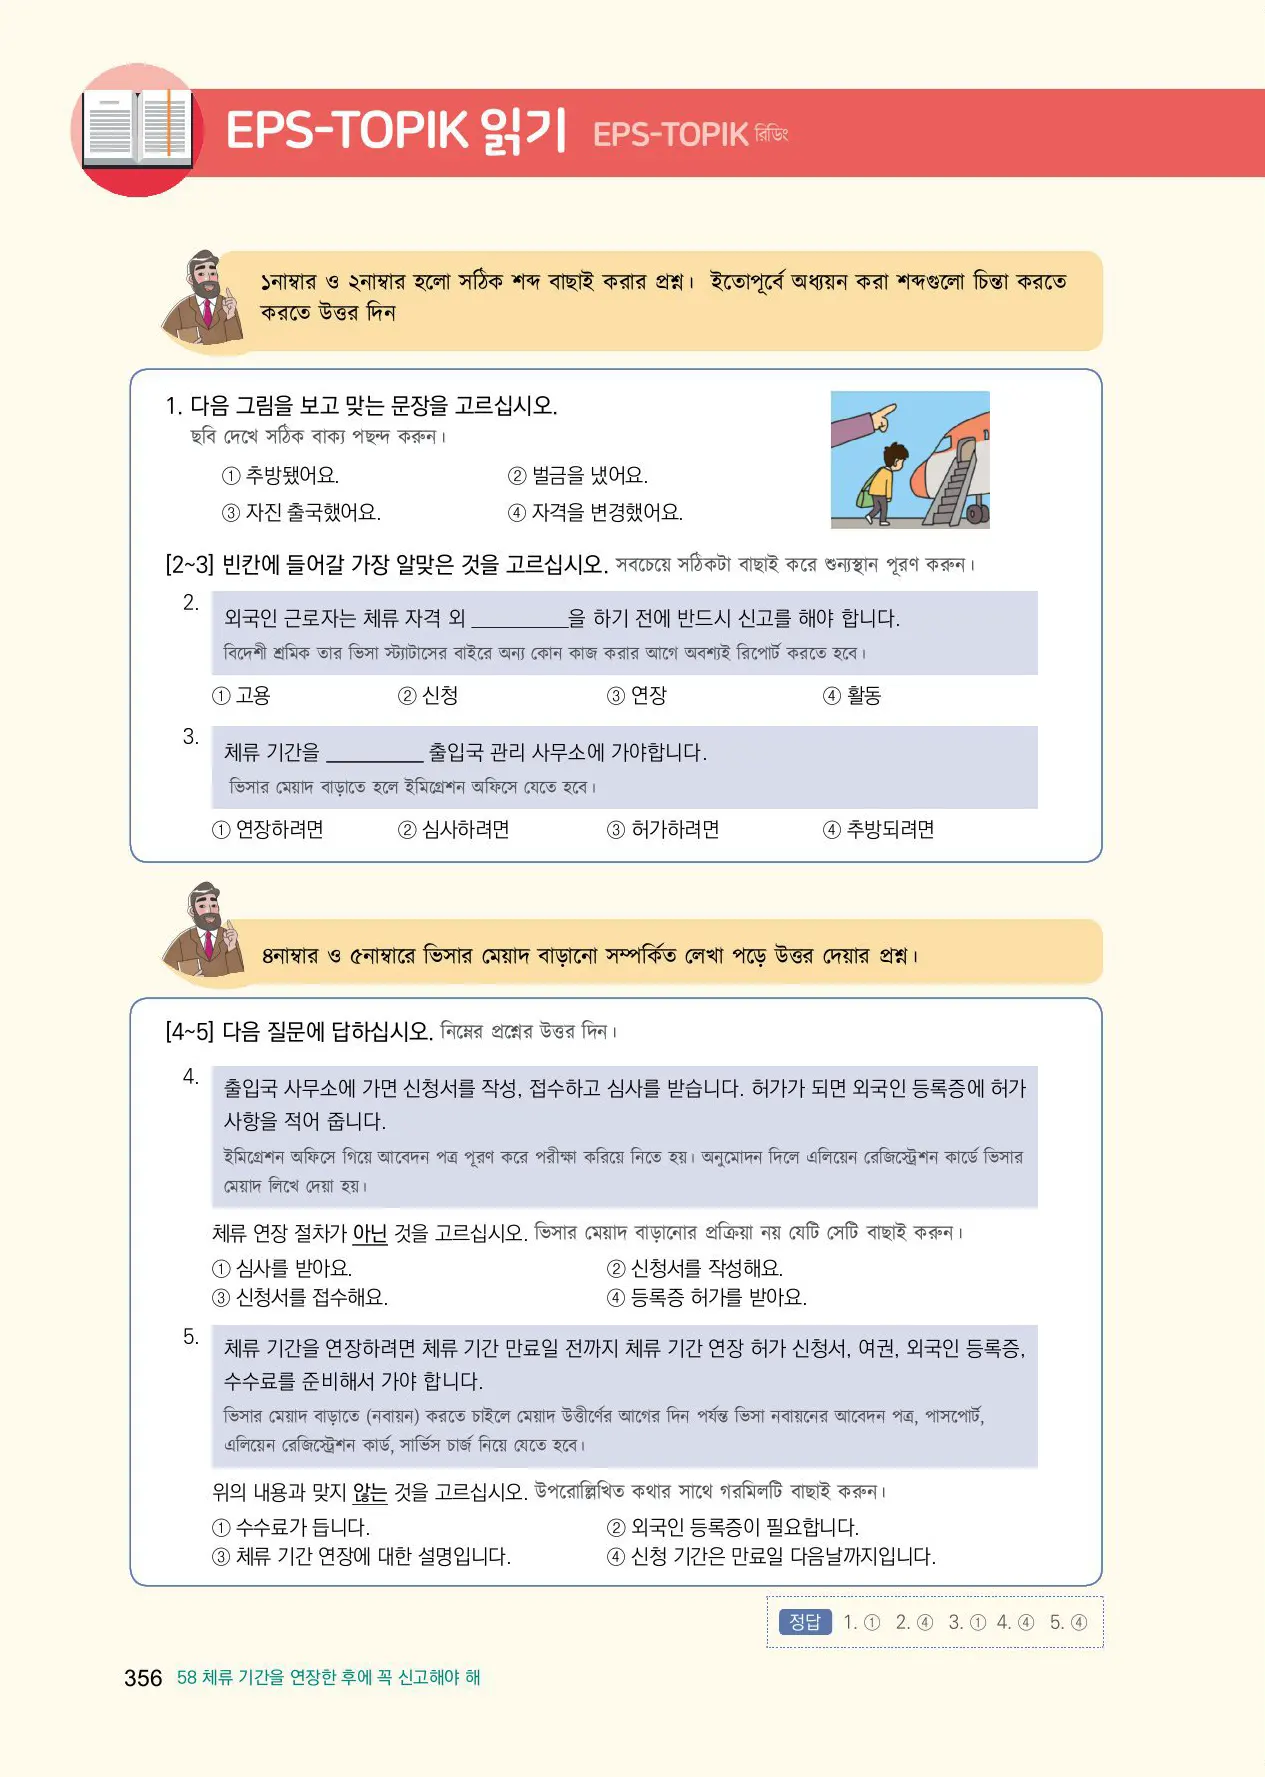 EPS-TOPIK 읽기 EPS-TOPIK রিডিং
১নাম্বার ও ২নাম্বার হলো সঠিক শব্দ বাছাই করার প্রশ্ন। ইতোপূর্বে অধ্যয়ন করা শব্দগুলো চিন্তা করতে
করতে উত্তর দিন
1. 다음 그림을 보고 맞는 문장을 고르십시오.
ছবি দেখে সঠিক বাক্য পছন্দ করুন।
① 추방됐어요. ② 벌금을 냈어요.
③ 자진 출국했어요. ④ 자격을 변경했어요.
[2~3] 빈칸에 들어갈 가장 알맞은 것을 고르십시오. সবচেয়ে সঠিকটা বাছাই করে শুন্যস্থান পূরণ করুন।
2. 외국인 근로자는 체류 자격 외 __________을 하기 전에 반드시 신고를 해야 합니다.
বিদেশী শ্রমিক তার ভিসা স্ট্যাটাসের বাইরে অন্য কোন কাজ করার আগে অবশ্যই রিপোর্ট করতে হবে।
① 고용 ② 신청 ③ 연장 ④ 활동
3. 체류 기간을 __________ 출입국 관리 사무소에 가야합니다.
ভিসার মেয়াদ বাড়াতে হলে ইমিগ্রেশন অফিসে যেতে হবে।
① 연장하려면 ② 심사하려면 ③ 허가하려면 ④ 추방되려면
৪নাম্বার ও ৫নাম্বারে ভিসার মেয়াদ বাড়ানো সম্পর্কিত লেখা পড়ে উত্তর দেয়ার প্রশ্ন।
[4~5] 다음 질문에 답하십시오. নিম্নের প্রশ্নের উত্তর দিন।
4. 출입국 사무소에 가면 신청서를 작성, 접수하고 심사를 받습니다. 허가가 되면 외국인 등록증에 허가
사항을 적어 줍니다.
ইমিগ্রেশন অফিসে গিয়ে আবেদন পত্র পূরণ করে পরীক্ষা করিয়ে নিতে হয়। অনুমোদন দিলে এলিয়েন রেজিস্ট্রেশন কার্ডে ভিসার
মেয়াদ লিখে দেয়া হয়।
체류 연장 절차가 아닌 것을 고르십시오. ভিসার মেয়াদ বাড়ানোর প্রক্রিয়া নয় যেটি সেটি বাছাই করুন।
① 심사를 받아요. ② 신청서를 작성해요.
③ 신청서를 접수해요. ④ 등록증 허가를 받아요.
5. 체류 기간을 연장하려면 체류 기간 만료일 전까지 체류 기간 연장 허가 신청서, 여권, 외국인 등록증,
수수료를 준비해서 가야 합니다.
ভিসার মেয়াদ বাড়াতে (নবায়ন) করতে চাইলে মেয়াদ উত্তীর্ণের আগের দিন পর্যন্ত ভিসা নবায়নের আবেদন পত্র, পাসপোর্ট,
এলিয়েন রেজিস্ট্রেশন কার্ড, সার্ভিস চার্জ নিয়ে যেতে হবে।
위의 내용과 맞지 않는 것을 고르십시오. উপরোল্লিখিত কথার সাথে গরমিলটি বাছাই করুন।
① 수수료가 듭니다. ② 외국인 등록증이 필요합니다.
③ 체류 기간 연장에 대한 설명입니다. ④ 신청 기간은 만료일 다음날까지입니다.
정답 1. ① 2. ④ 3. ① 4. ④ 5. ④
356 58 체류 기간을 연장한 후에 꼭 신고해야 해